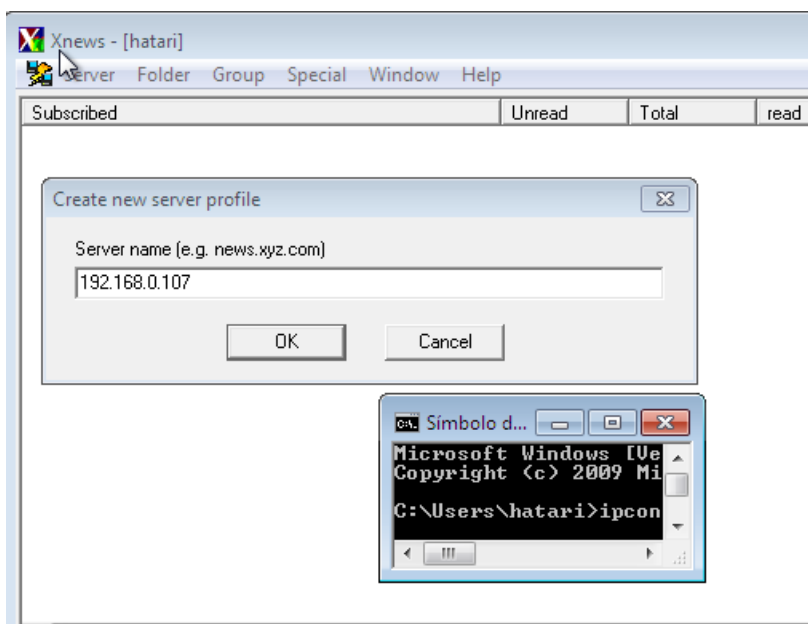 Xnews - [hatari]
Server Folder Group Special Window Help
Subscribed Unread Total read
Create new server profile
Server name (e.g. news.xyz.com)
192.168.0.107
OK Cancel
Símbolo d...
Microsoft Windows [Ve
Copyright (c) 2009 Mi
C:\Users\hatari>ipcon